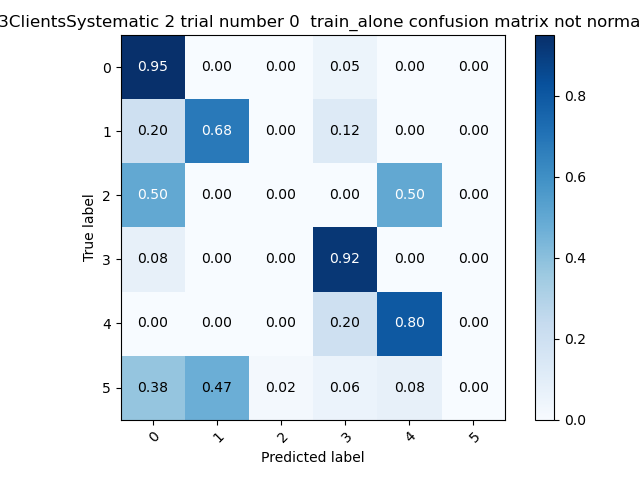 3ClientsSystematic 2 trial number 0 train_alone confusion matrix not norma
0 0.95 0.00 0.00 0.05 0.00 0.00
1 0.20 0.68 0.00 0.12 0.00 0.00
2 0.50 0.00 0.00 0.00 0.50 0.00
3 0.08 0.00 0.00 0.92 0.00 0.00
4 0.00 0.00 0.00 0.20 0.80 0.00
5 0.38 0.47 0.02 0.06 0.08 0.00
0 1 2 3 4 5
True label
Predicted label
0.8
0.6
0.4
0.2
0.0